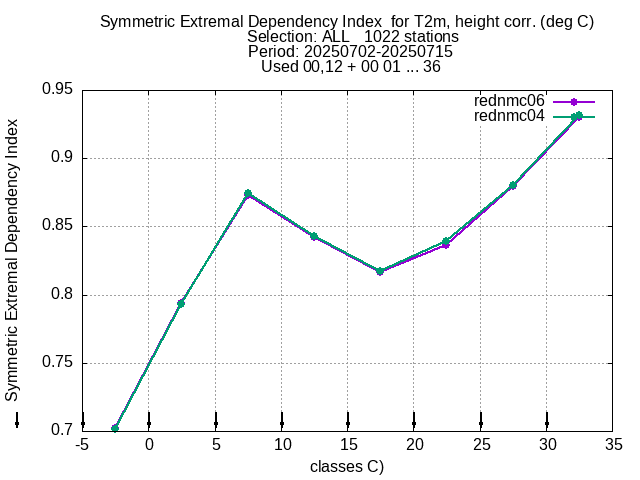 Symmetric Extremal Dependency Index  for T2m, height corr. (deg C)
Selection: ALL   1022 stations
Period: 20250702-20250715
Used 00,12 + 00 01 ... 36
rednmc06
rednmc04
Symmetric Extremal Dependency Index
0.95
0.9
0.85
0.8
0.75
0.7
-5 0 5 10 15 20 25 30 35
classes C)